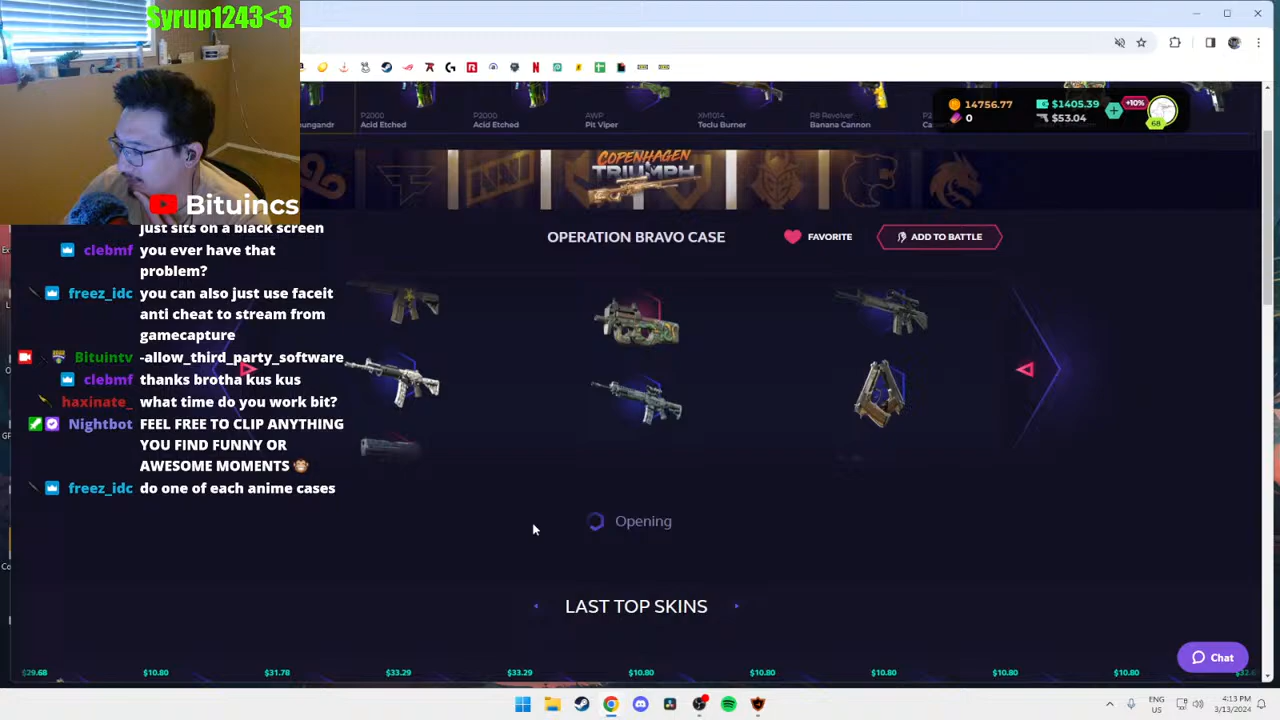 $yrup1243<3
Bituincs
P2000
Acid Etched
P2000
Acid Etched
AWP
Pit Viper
XM1014
Teclu Burner
R8 Revolver
Banana Cannon
14756.77
0
$1405.39
$53.04
+10%
68
COPENHAGEN
TRIUMPH
OPERATION BRAVO CASE
FAVORITE
ADD TO BATTLE
just sits on a black screen
clebmf you ever have that
problem?
freez_idc you can also just use faceit
anti cheat to stream from
gamecapture
Bituintv -allow_third_party_software
clebmf thanks brotha kus kus
haxinate_ what time do you work bit?
Nightbot FEEL FREE TO CLIP ANYTHING
YOU FIND FUNNY OR
AWESOME MOMENTS
freez_idc do one of each anime cases
Opening
LAST TOP SKINS
$29.68 $10.80 $31.78 $33.29 $33.29 $10.80 $10.80 $10.80 $10.80 $10.80
Chat
ENG
US
4:13 PM
3/13/2024